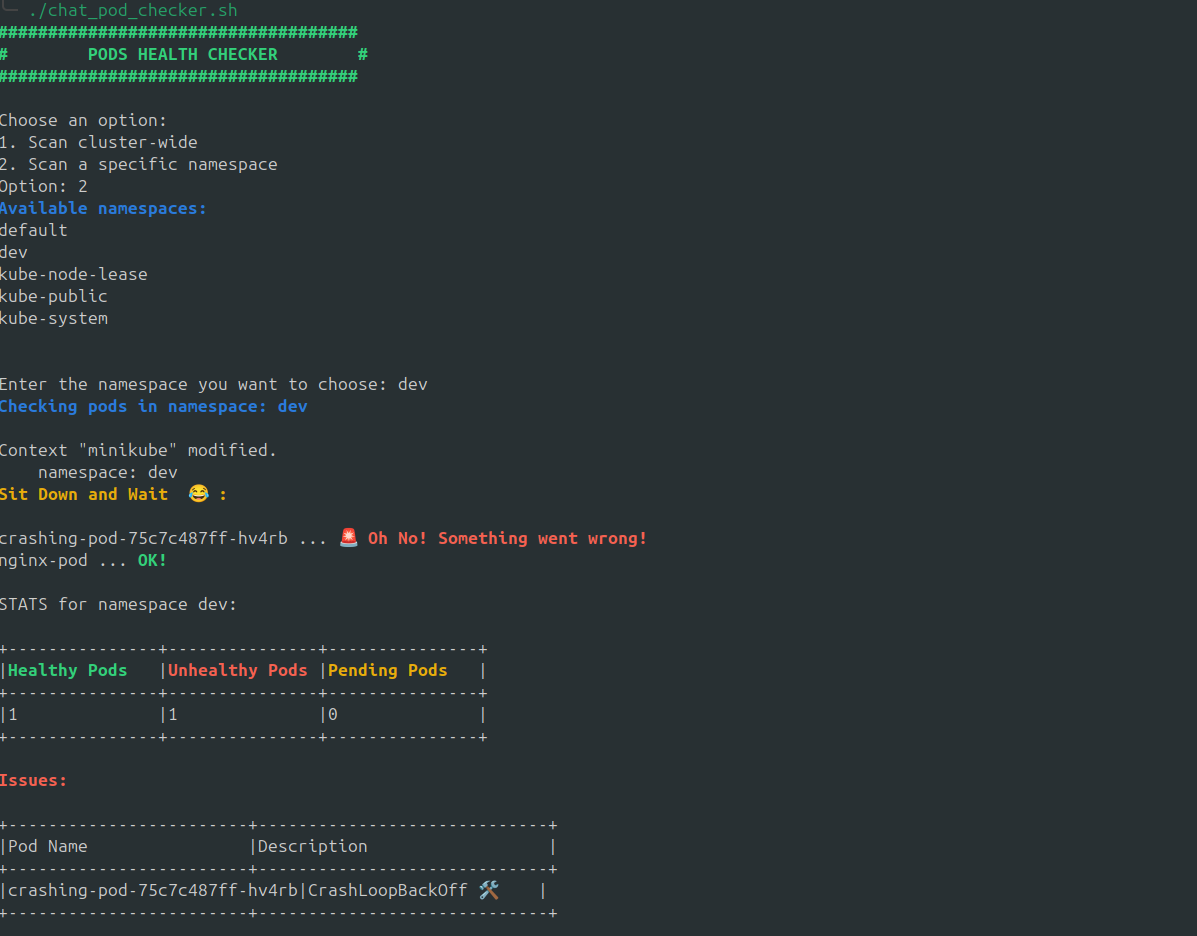 ./chat_pod_checker.sh
####################################
#        PODS HEALTH CHECKER        #
####################################
Choose an option:
1. Scan cluster-wide
2. Scan a specific namespace
Option: 2
Available namespaces:
default
dev
kube-node-lease
kube-public
kube-system
Enter the namespace you want to choose: dev
Checking pods in namespace: dev
Context "minikube" modified.
    namespace: dev
Sit Down and Wait  😂 :
crashing-pod-75c7c487ff-hv4rb ... 🚨 Oh No! Something went wrong!
nginx-pod ... OK!
STATS for namespace dev:
+---------------+---------------+---------------+
|Healthy Pods   |Unhealthy Pods |Pending Pods   |
+---------------+---------------+---------------+
|1              |1              |0              |
+---------------+---------------+---------------+
Issues:
+------------------------+-----------------------------+
|Pod Name                |Description                  |
+------------------------+-----------------------------+
|crashing-pod-75c7c487ff-hv4rb|CrashLoopBackOff 🛠️    |
+------------------------+-----------------------------+